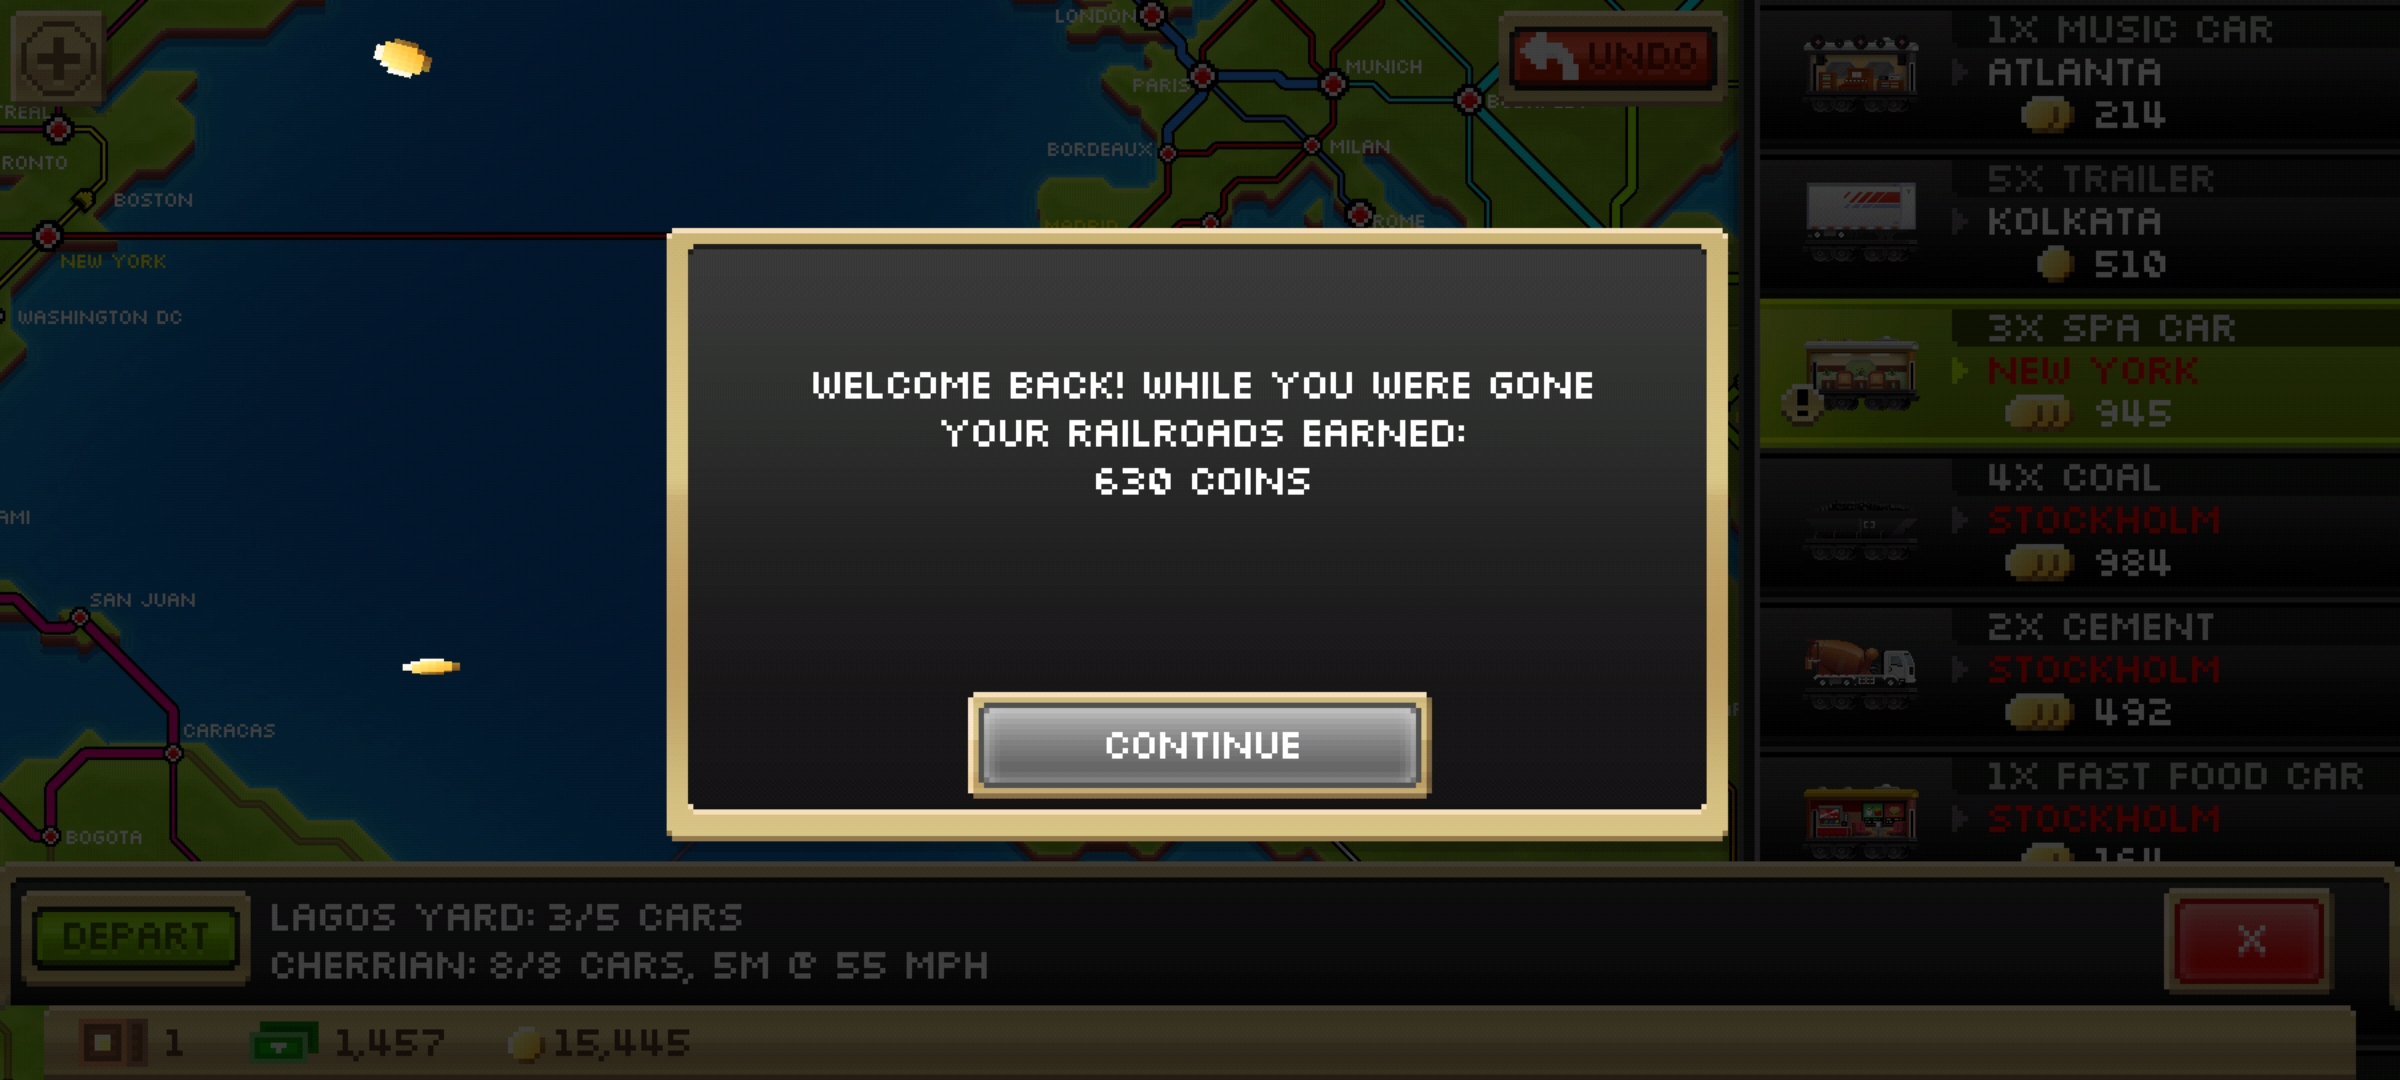 LONDON
PARIS
MUNICH
UNDO
BORDEAUX
MILAN
MADRID
ROME
RONTO
BOSTON
NEW YORK
WASHINGTON DC
AMI
SAN JUAN
CARACAS
BOGOTA
WELCOME BACK! WHILE YOU WERE GONE
YOUR RAILROADS EARNED:
630 COINS
CONTINUE
1X MUSIC CAR
ATLANTA
214
5X TRAILER
KOLKATA
510
3X SPA CAR
NEW YORK
945
4X COAL
STOCKHOLM
984
2X CEMENT
STOCKHOLM
492
1X FAST FOOD CAR
STOCKHOLM
164
DEPART
LAGOS YARD: 3/5 CARS
CHERRIAN: 8/8 CARS, 5M @ 55 MPH
X
1
1,457
15,445